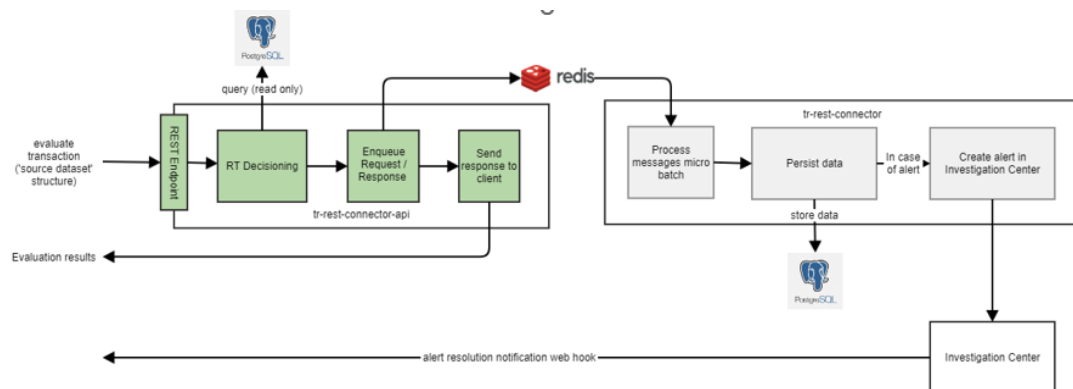 PostgreSQL
query (read only)
redis
tr-rest-connector
evaluate
transaction
('source dataset'
structure)
REST Endpoint
RT Decisioning
Enqueue
Request /
Response
Send
response to
client
tr-rest-connector-api
Process
messages micro
batch
Persist data
In case
of alert
Create alert in
Investigation Center
store data
Evaluation results
PostgreSQL
alert resolution notification web hook
Investigation Center